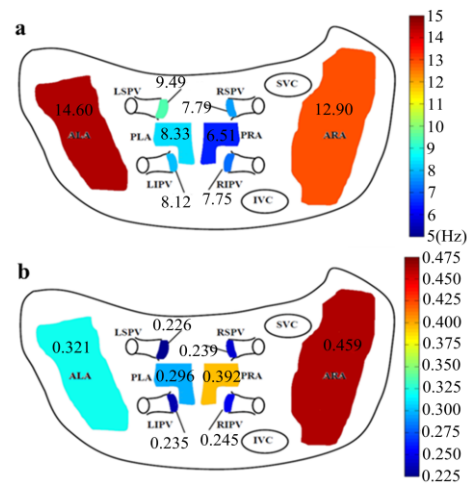 a
15
14
13
12
11
10
9
8
7
6
5(Hz)
9.49
LSPV
RSPV
SVC
7.79
14.60
12.90
ALA
PLA
8.33
6.51
PRA
ARA
LIPV
RIPV
8.12
7.75
IVC
b
0.475
0.450
0.425
0.400
0.375
0.350
0.325
0.300
0.275
0.250
0.225
0.226
LSPV
RSPV
SVC
0.239
0.321
0.459
ALA
PLA
0.296
0.392
PRA
ARA
LIPV
RIPV
0.235
0.245
IVC